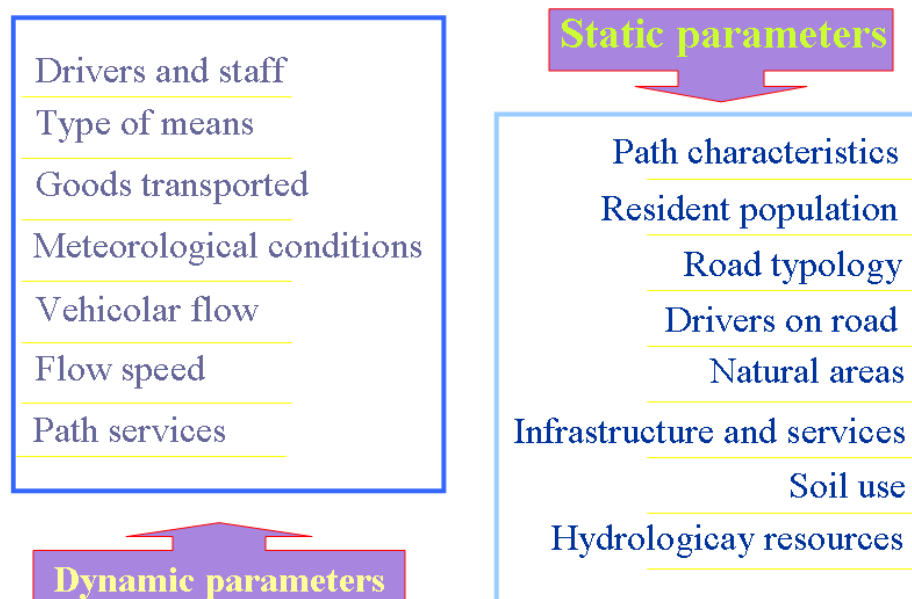 Drivers and staff
Type of means
Goods transported
Meteorological conditions
Vehicolar flow
Flow speed
Path services
Dynamic parameters
Static parameters
Path characteristics
Resident population
Road typology
Drivers on road
Natural areas
Infrastructure and services
Soil use
Hydrologicay resources